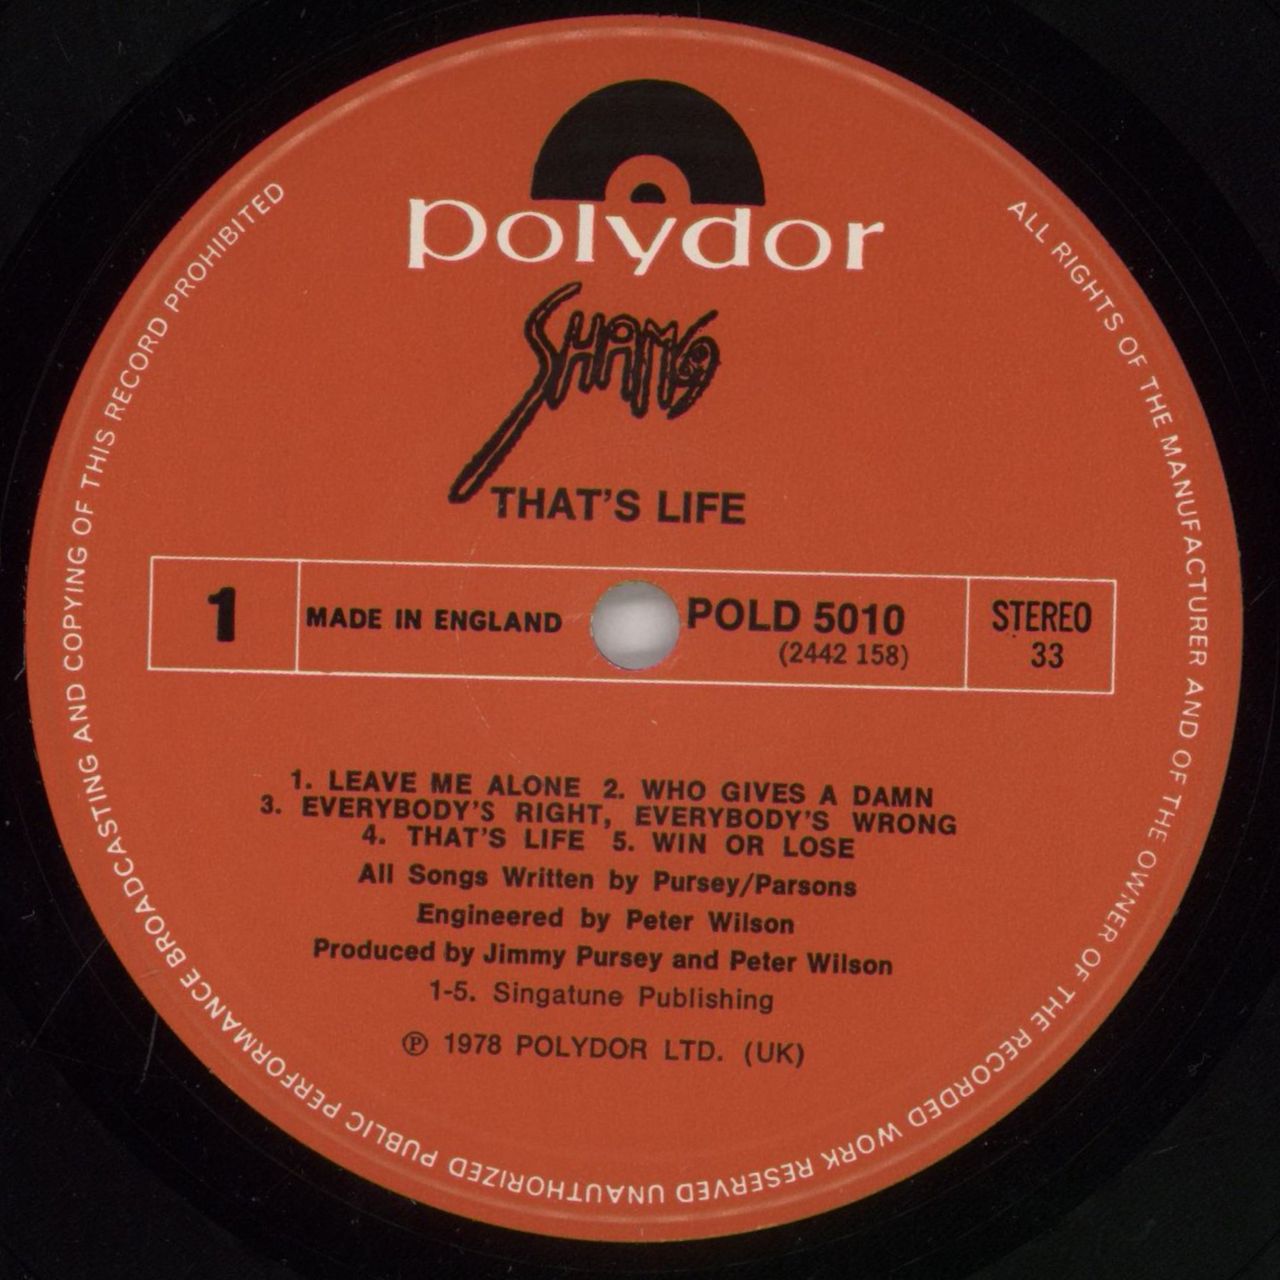 polydor
SHAM69
THAT'S LIFE
1
MADE IN ENGLAND
POLD 5010
(2442 158)
STEREO
33
1. LEAVE ME ALONE 2. WHO GIVES A DAMN
3. EVERYBODY'S RIGHT, EVERYBODY'S WRONG
4. THAT'S LIFE 5. WIN OR LOSE
All Songs Written by Pursey/Parsons
Engineered by Peter Wilson
Produced by Jimmy Pursey and Peter Wilson
1-5. Singatune Publishing
℗ 1978 POLYDOR LTD. (UK)
ALL RIGHTS OF THE MANUFACTURER AND OF THE OWNER OF THE RECORDED WORK RESERVED UNAUTHORIZED PUBLIC PERFORMANCE BROADCASTING AND COPYING OF THIS RECORD PROHIBITED